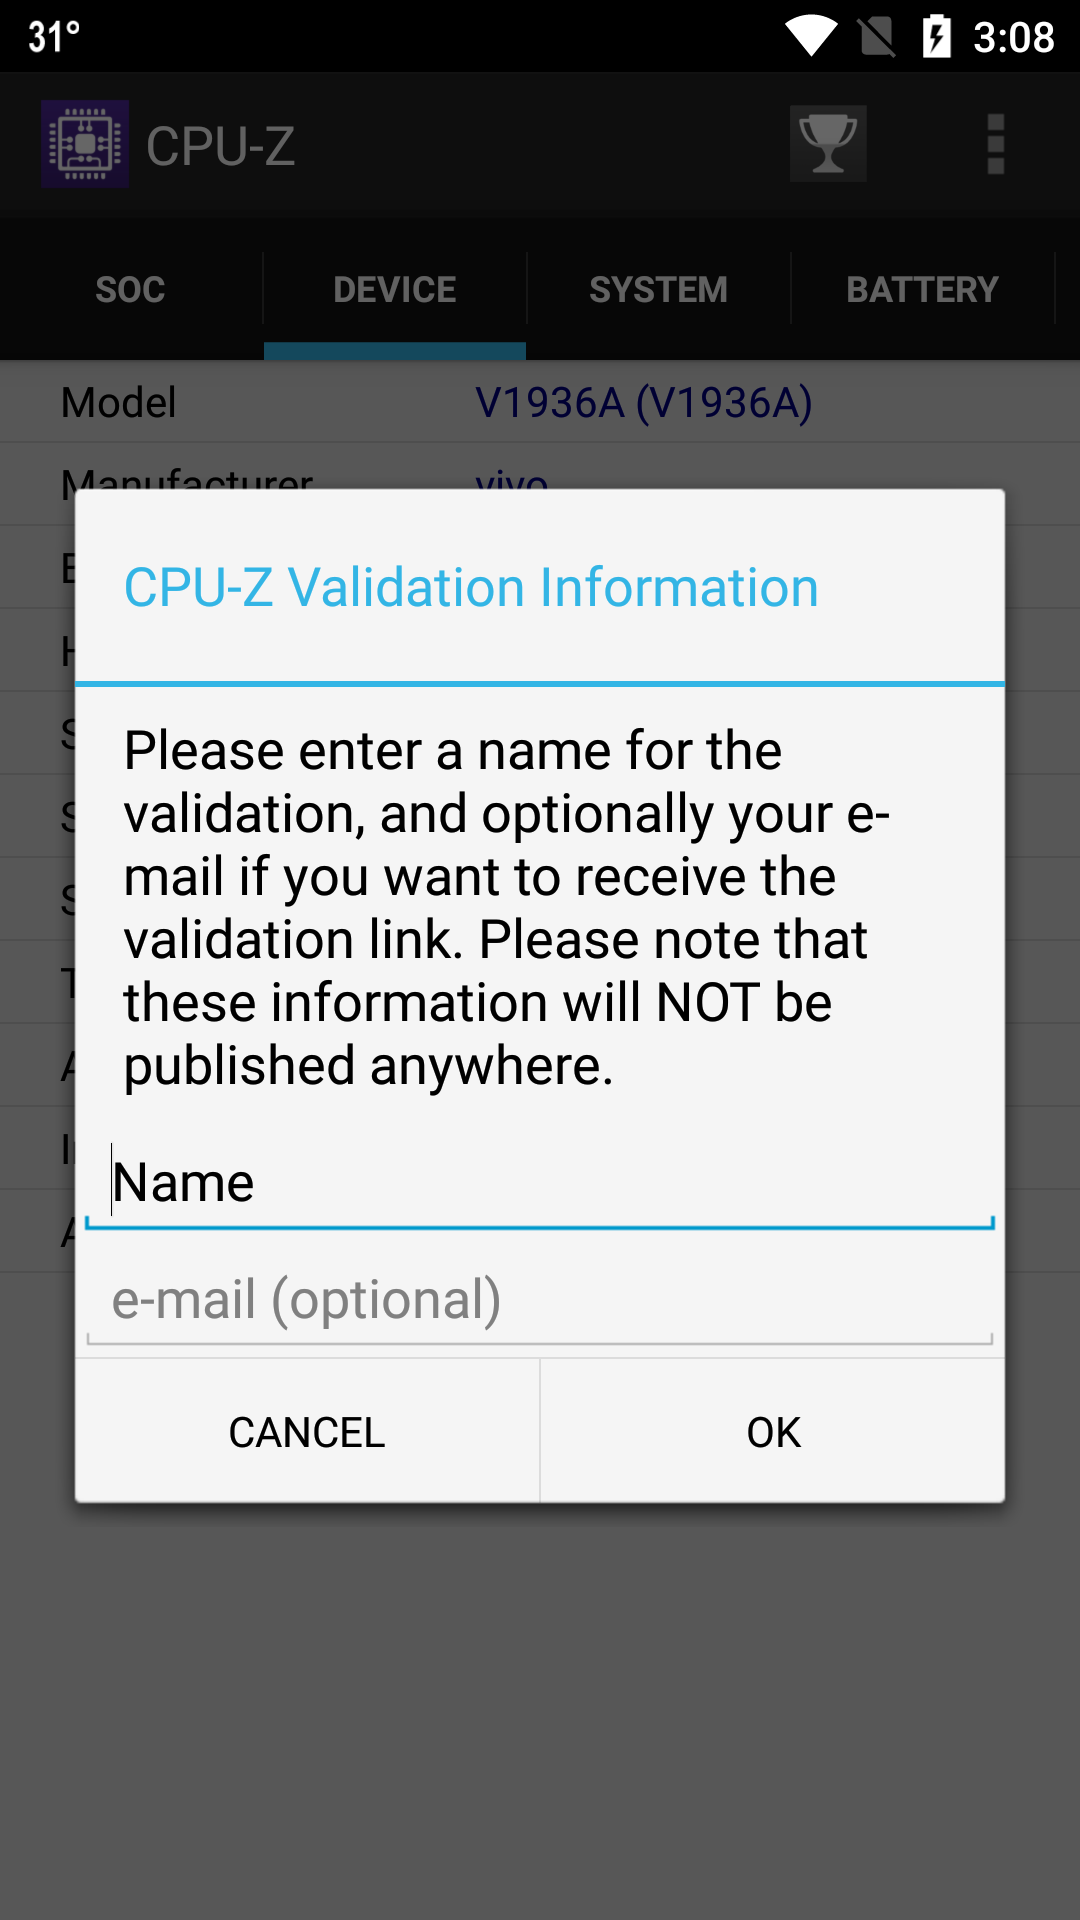 31°
3:08
CPU-Z
SOC
DEVICE
SYSTEM
BATTERY
Model
V1936A (V1936A)
Manufacturer
vivo
CPU-Z Validation Information
Please enter a name for the
validation, and optionally your e-
mail if you want to receive the
validation link. Please note that
these information will NOT be
published anywhere.
Name
e-mail (optional)
CANCEL
OK